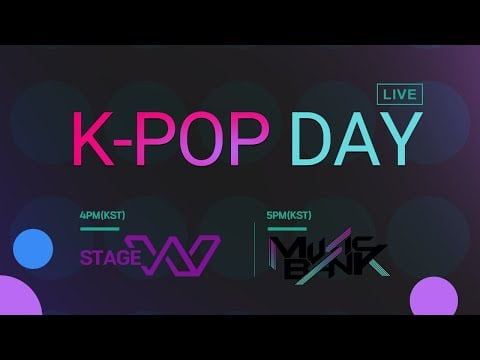 LIVE
K-POP DAY
4PM(KST)
STAGE W
5PM(KST)
MUSIC
BANK